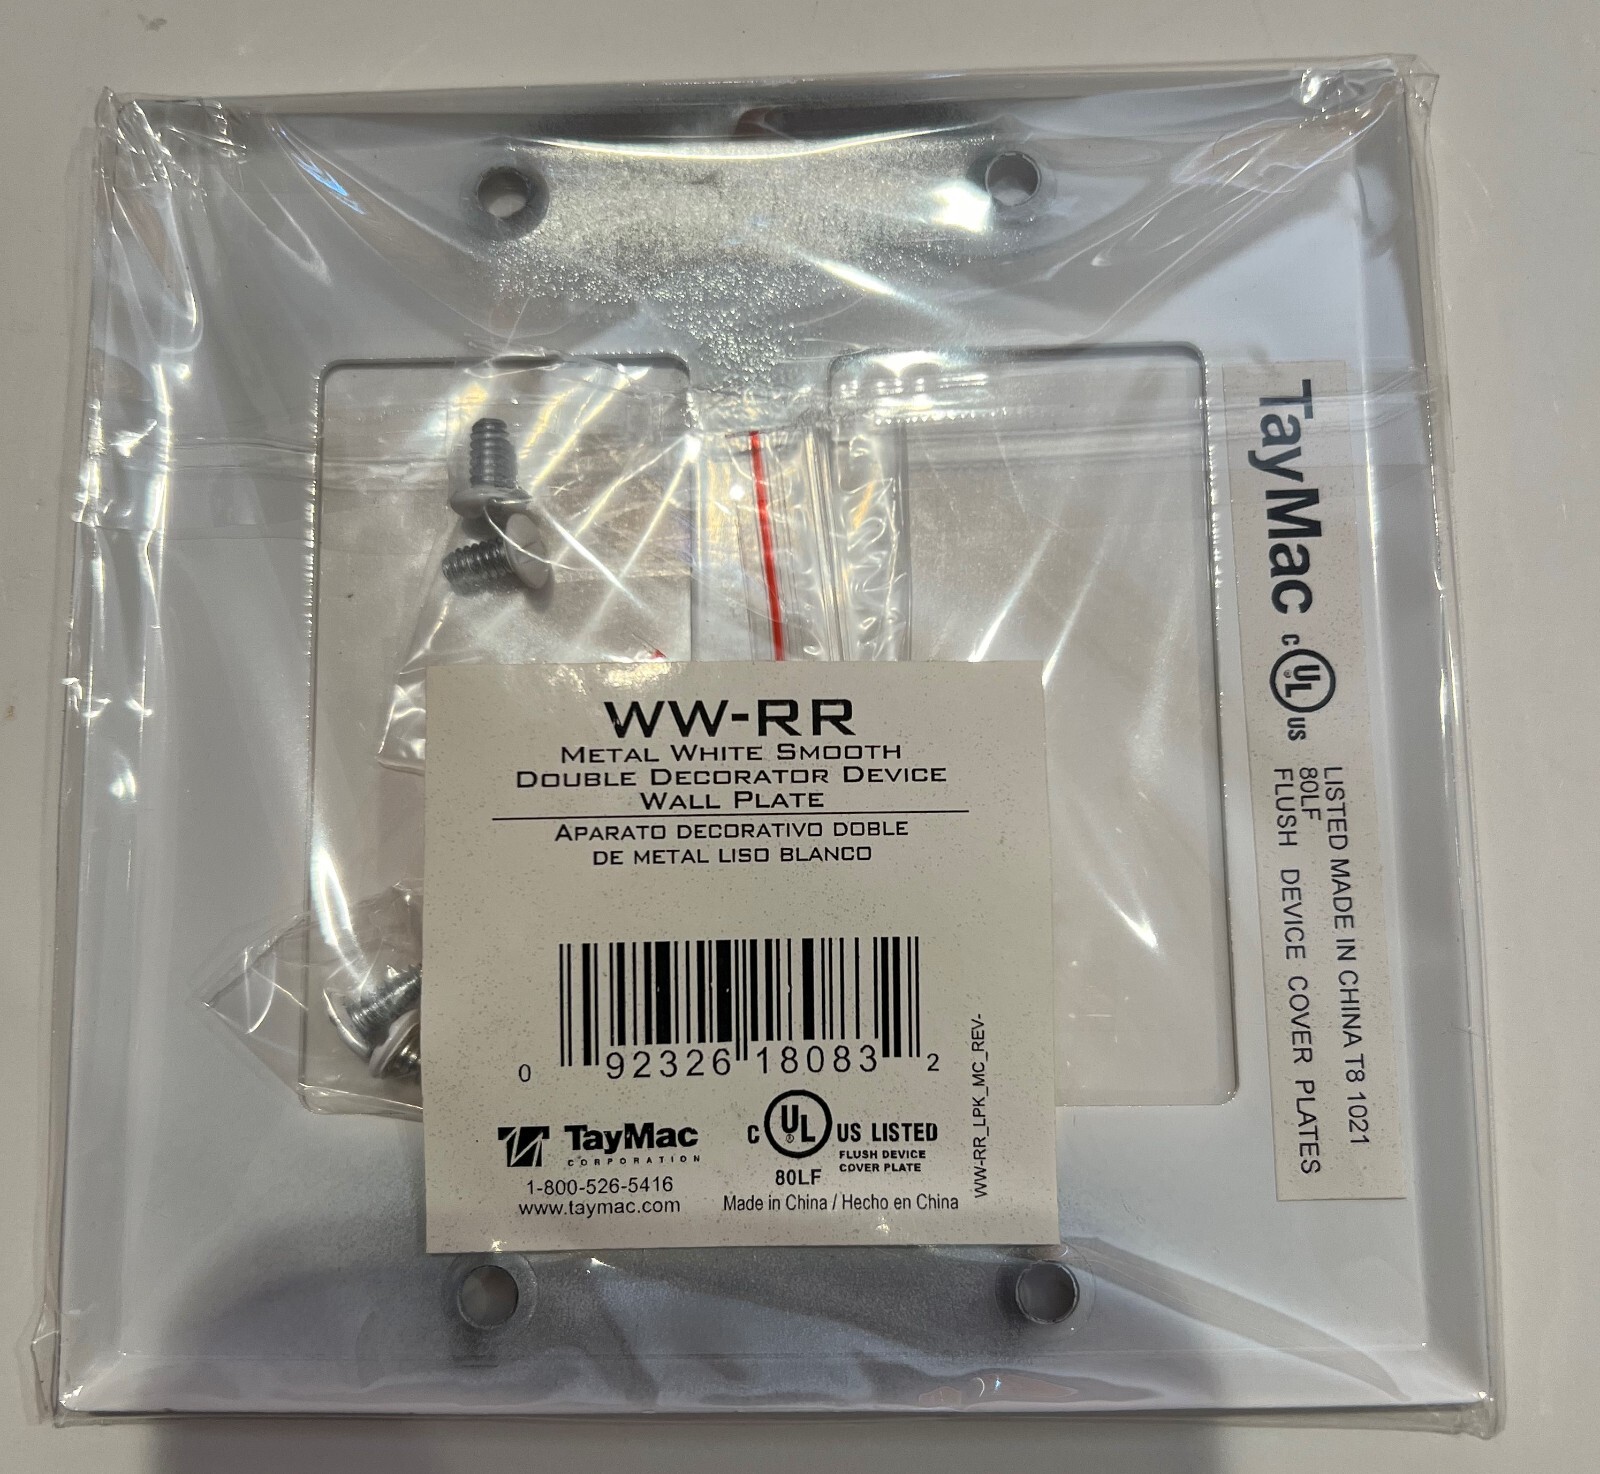 WW-RR
METAL WHITE SMOOTH
DOUBLE DECORATOR DEVICE
WALL PLATE
APARATO DECORATIVO DOBLE
DE METAL LISO BLANCO
0 92326 18083 2
TayMac
CORPORATION
1-800-526-5416
www.taymac.com
C UL ® US LISTED
FLUSH DEVICE
COVER PLATE
80LF
Made in China / Hecho en China
WW-RR_LPK_MC_REV-
TayMac C UL ® US
LISTED MADE IN CHINA T8 1021
80LF
FLUSH DEVICE COVER PLATES